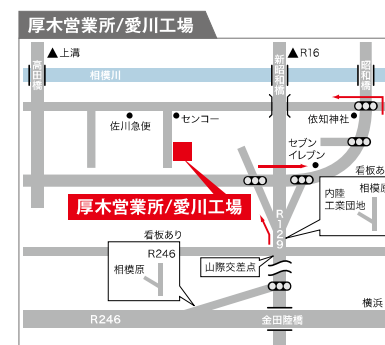 厚木営業所/愛川工場
▲上溝
▲R16
高田橋
相模川
新昭和橋
昭和橋
佐川急便
センコー
依知神社
セブン
イレブン
看板あ
厚木営業所/愛川工場
内陸
工業団地
相模原
R129
看板あり
R246
相模原
山際交差点
横浜
R246
金田陸橋